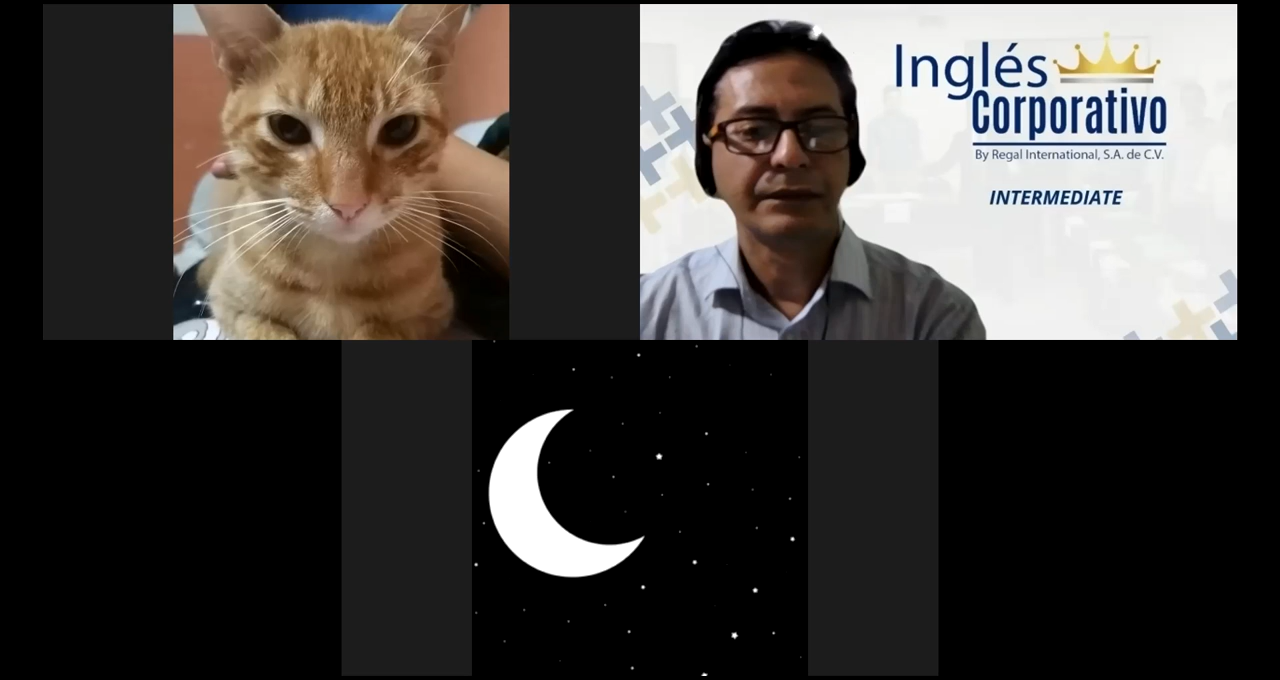 Inglés
Corporativo
By Regal International, S.A. de C.V.
INTERMEDIATE